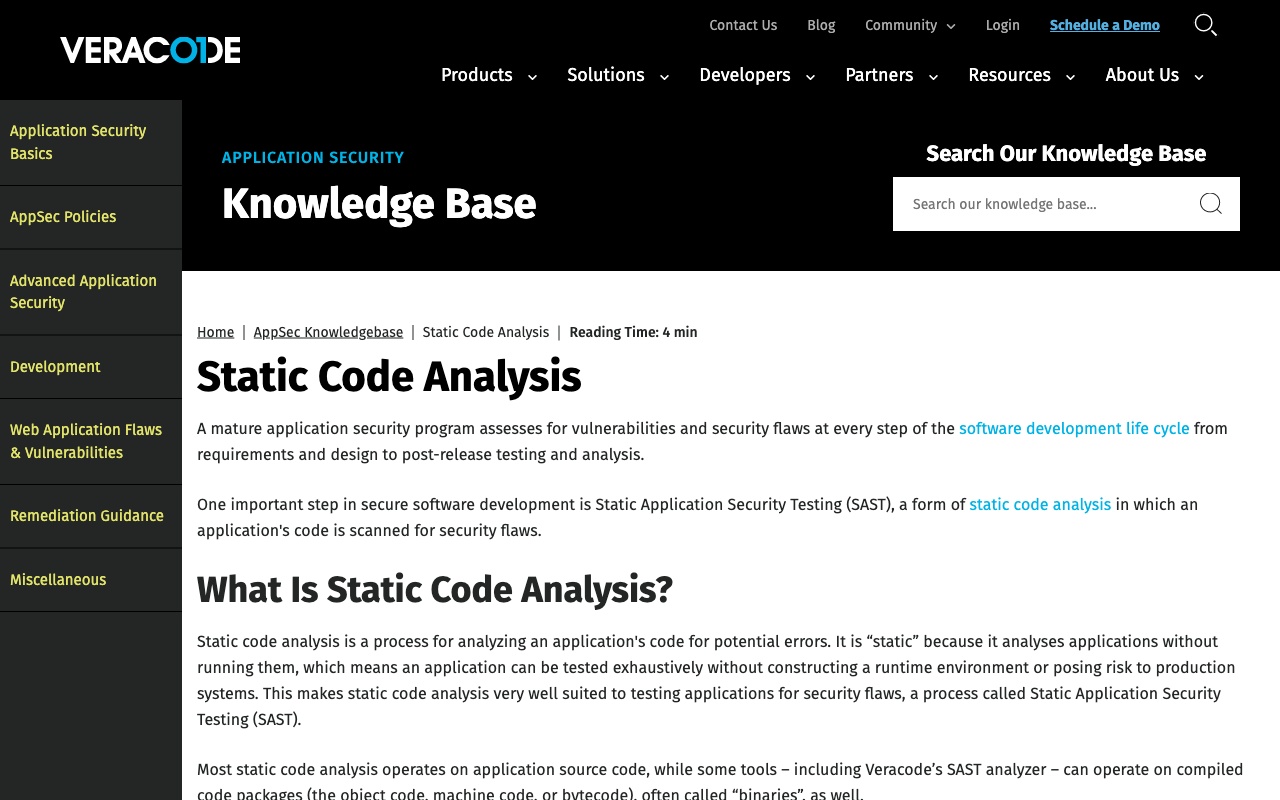 Contact Us Blog Community Login Schedule a Demo
VERACODE
Products Solutions Developers Partners Resources About Us
Application Security
Basics
AppSec Policies
Advanced Application
Security
Development
Web Application Flaws
& Vulnerabilities
Remediation Guidance
Miscellaneous
APPLICATION SECURITY
Knowledge Base
Search Our Knowledge Base
Search our knowledge base...
Home | AppSec Knowledgebase | Static Code Analysis | Reading Time: 4 min
Static Code Analysis
A mature application security program assesses for vulnerabilities and security flaws at every step of the software development life cycle from
requirements and design to post-release testing and analysis.
One important step in secure software development is Static Application Security Testing (SAST), a form of static code analysis in which an
application's code is scanned for security flaws.
What Is Static Code Analysis?
Static code analysis is a process for analyzing an application's code for potential errors. It is “static” because it analyses applications without
running them, which means an application can be tested exhaustively without constructing a runtime environment or posing risk to production
systems. This makes static code analysis very well suited to testing applications for security flaws, a process called Static Application Security
Testing (SAST).
Most static code analysis operates on application source code, while some tools – including Veracode’s SAST analyzer – can operate on compiled
code packages (the object code, machine code, or bytecode), often called “binaries”, as well.